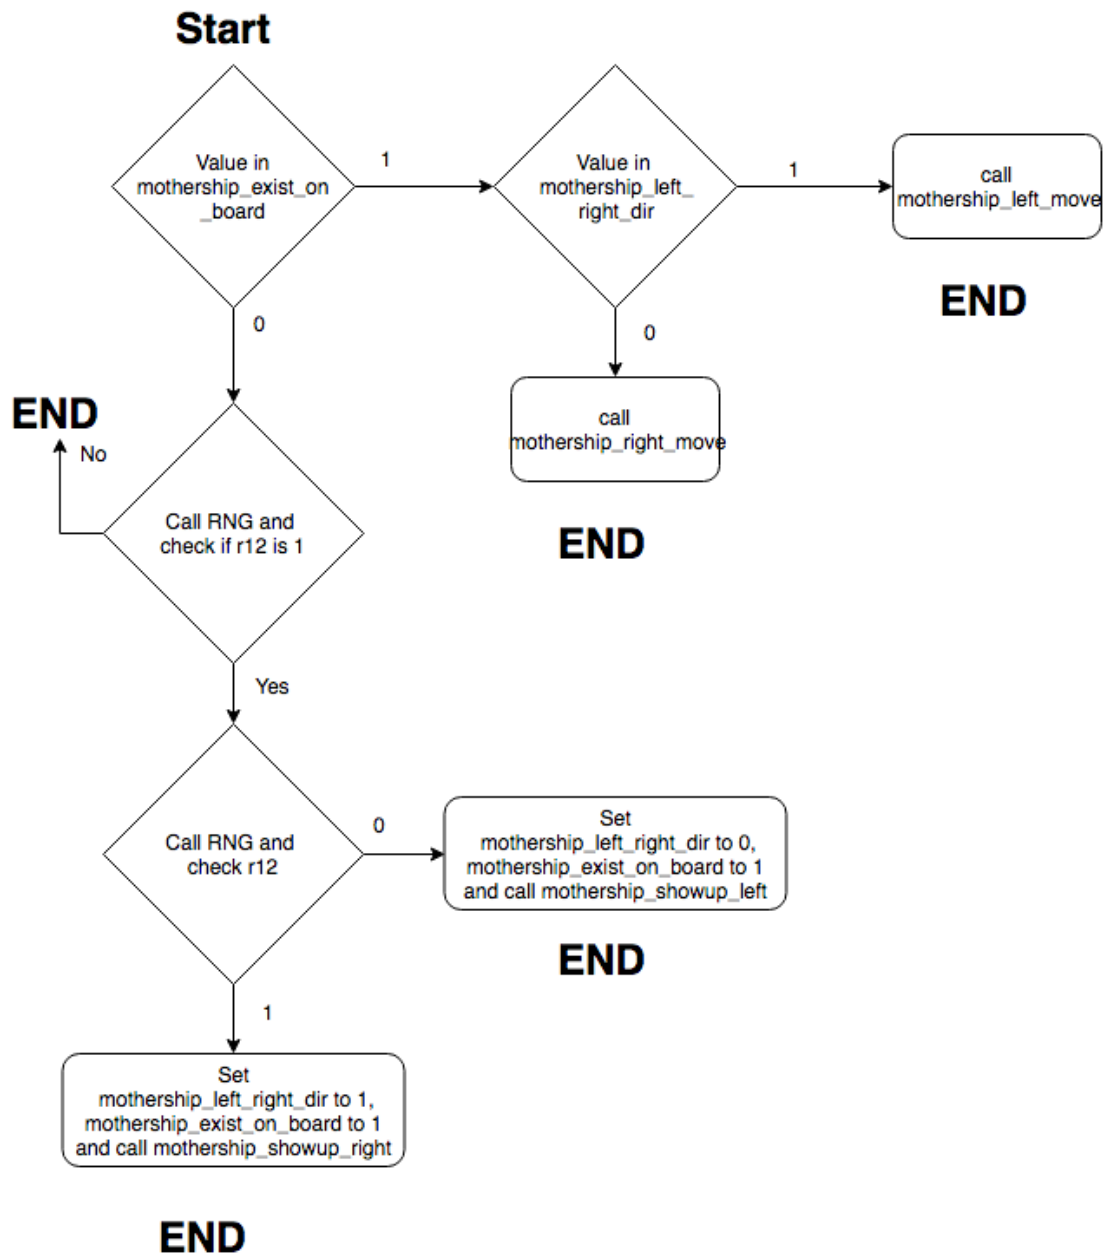 Start
Value in
mothership_exist_on
_board
1
Value in
mothership_left_
right_dir
1
call
mothership_left_move
END
0
0
call
mothership_right_move
END
END
No
Call RNG and
check if r12 is 1
Yes
Call RNG and
check r12
0
Set
mothership_left_right_dir to 0,
mothership_exist_on_board to 1
and call mothership_showup_left
END
1
Set
mothership_left_right_dir to 1,
mothership_exist_on_board to 1
and call mothership_showup_right
END